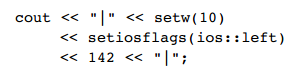 cout << "|" << setw(10)
<< setiosflags(ios::left)
<< 142 << "|";